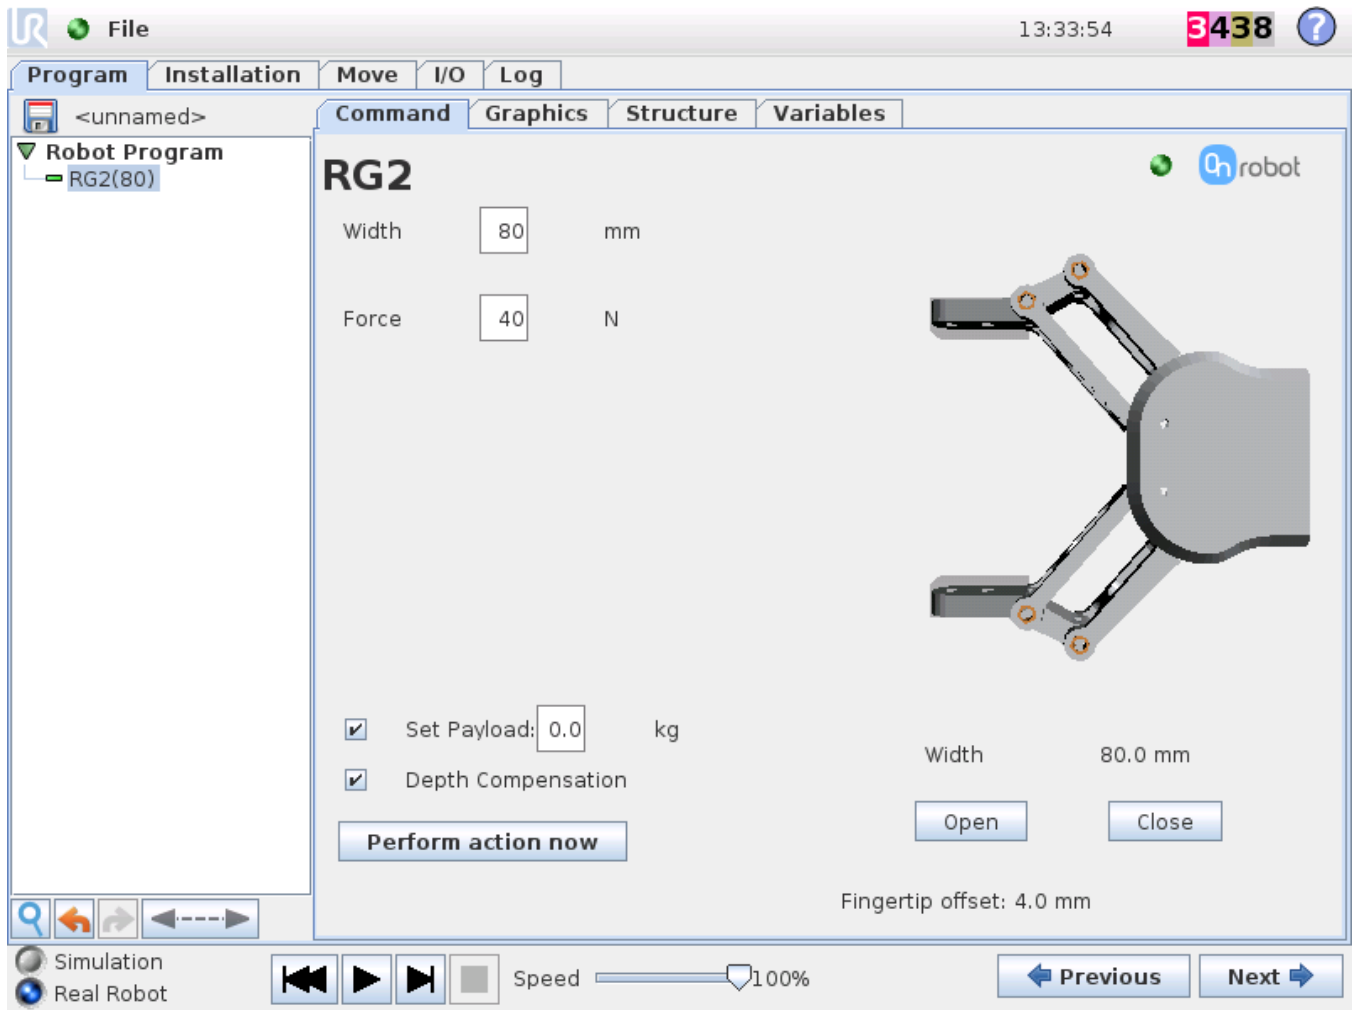 UR File 13:33:54 3438 ?
Program Installation Move I/O Log
<unnamed> Command Graphics Structure Variables
Robot Program
RG2(80)
RG2 On robot
Width 80 mm
Force 40 N
Set Payload: 0.0 kg
Depth Compensation
Perform action now
Width 80.0 mm
Open Close
Fingertip offset: 4.0 mm
Simulation
Real Robot
Speed 100%
Previous Next